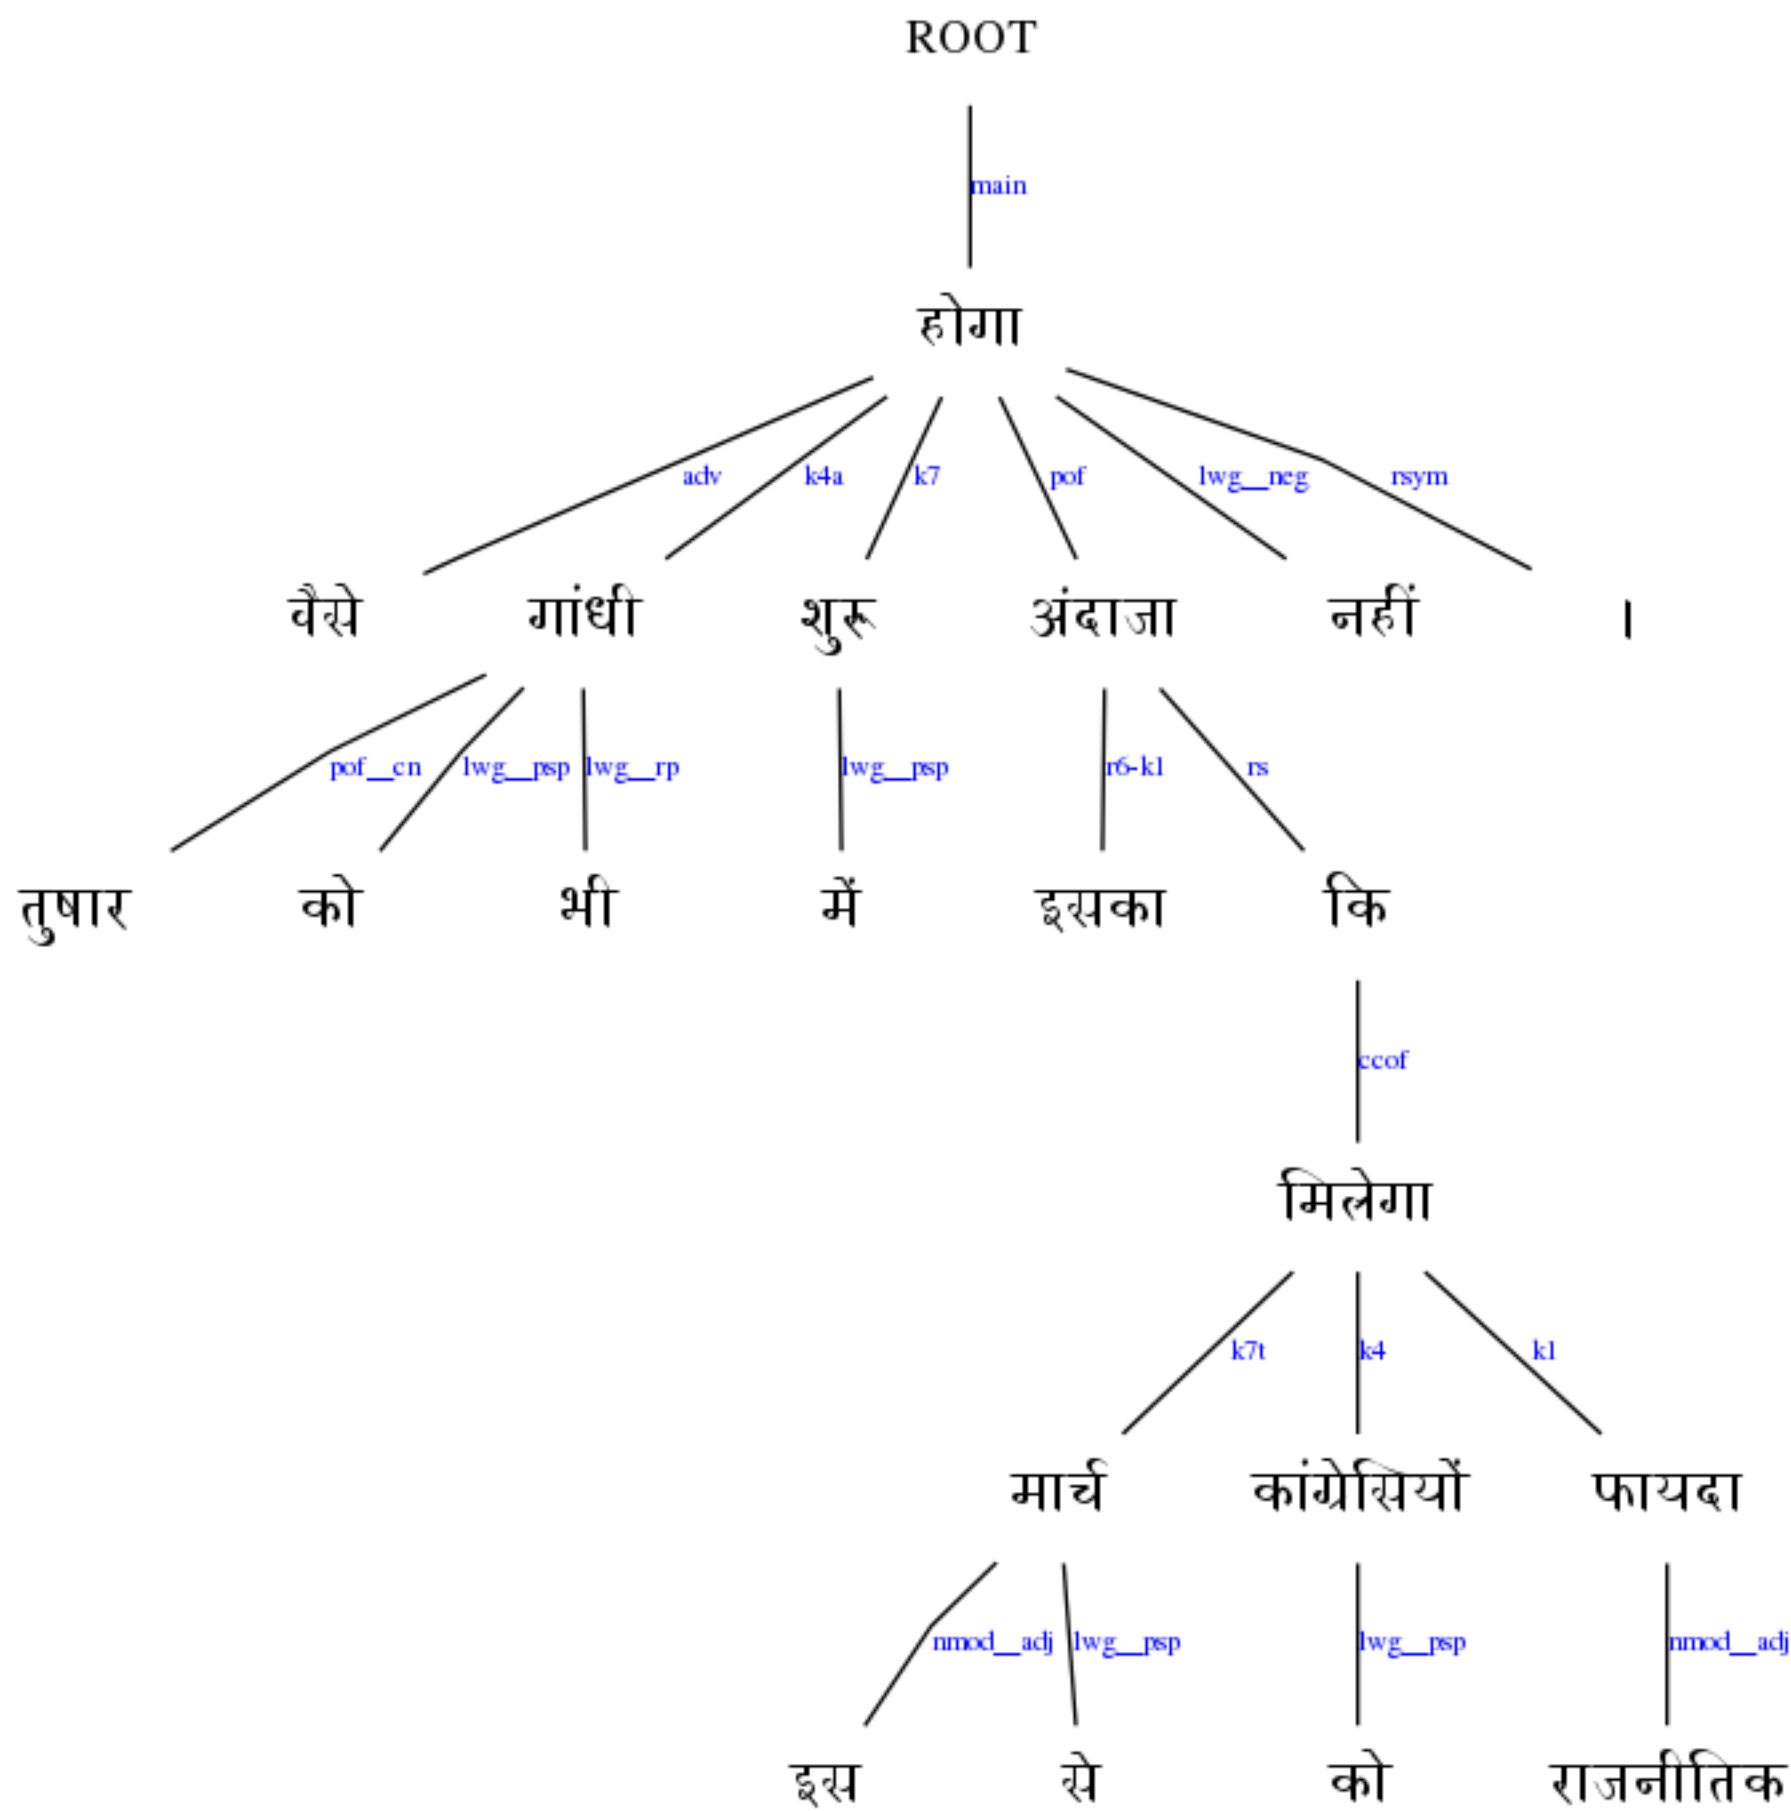 ROOT
main
होगा
adv k4a k7 pof lwg__neg rsym
वैसे गांधी शुरू अंदाजा नहीं ।
pof__cn lwg__psp lwg__rp lwg__psp r6-k1 rs
तुषार को भी में इसका कि
ccof
मिलेगा
k7t k4 k1
मार्च कांग्रेसियों फायदा
nmod__adj lwg__psp lwg__psp nmod__adj
इस से को राजनीतिक